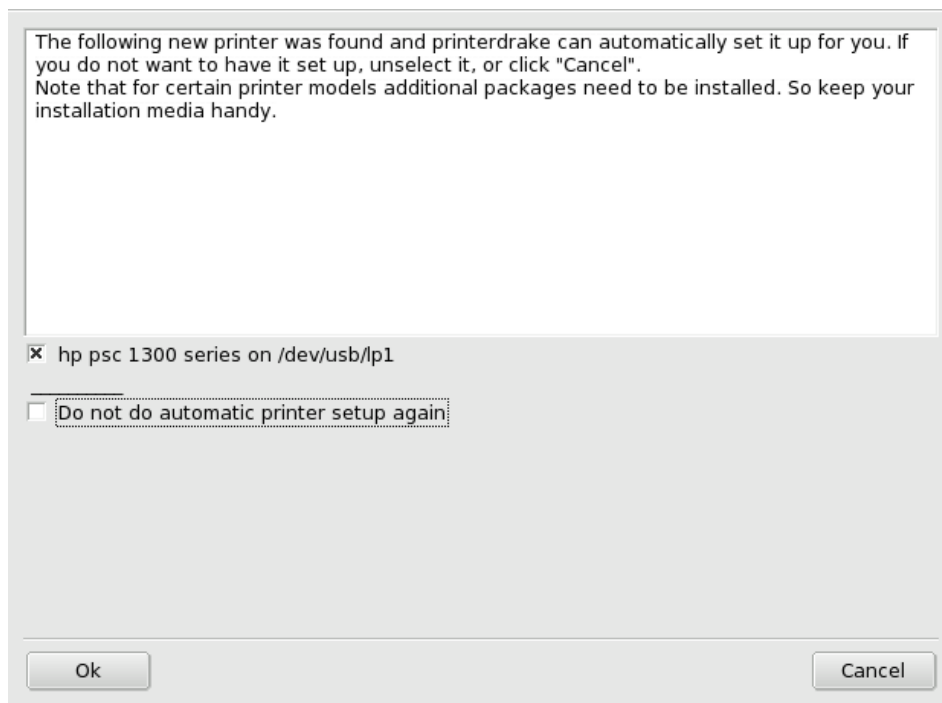 The following new printer was found and printerdrake can automatically set it up for you. If
you do not want to have it set up, unselect it, or click "Cancel".
Note that for certain printer models additional packages need to be installed. So keep your
installation media handy.
hp psc 1300 series on /dev/usb/lp1
Do not do automatic printer setup again
Ok
Cancel